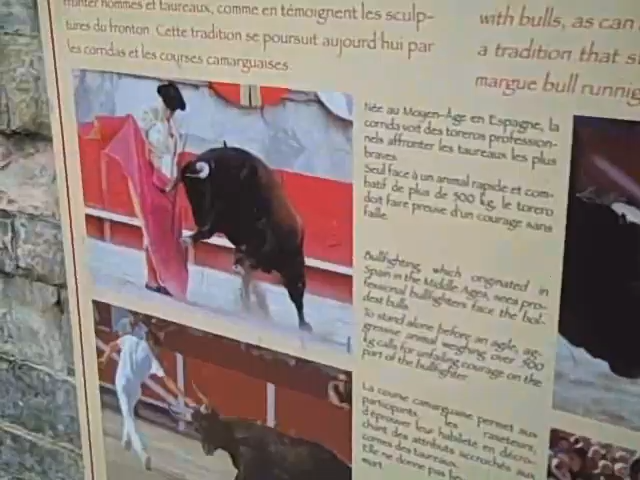 hommes et taureaux, comme en témoignent les sculp-
tures du fronton. Cette tradition se poursuit aujourd'hui par
les corridas et les courses camarguaises.
with bulls, as can
a tradition that
margue bull runnig
Née au Moyen-Age en Espagne, la
corrida voit des toreros profession-
nels affronter les taureaux les plus
braves.
Seul face à un animal rapide et com-
batif de plus de 500 kg, le torero
doit faire preuve d'un courage sans
faille.
Bullfighting, which originated in
Spain in the Middle Ages, sees pro-
fessional bullfighters face the bol-
dest bulls.
To stand alone before an agile, ag-
gressive animal weighing over 500
kg calls for unfailing courage on the
part of the bullfighter.
La course camarguaise permet aux
participants, les raseteurs,
d'éprouver leur habileté en décro-
chant des attributs accrochés aux
cornes des taureaux.
Elle ne donne pas